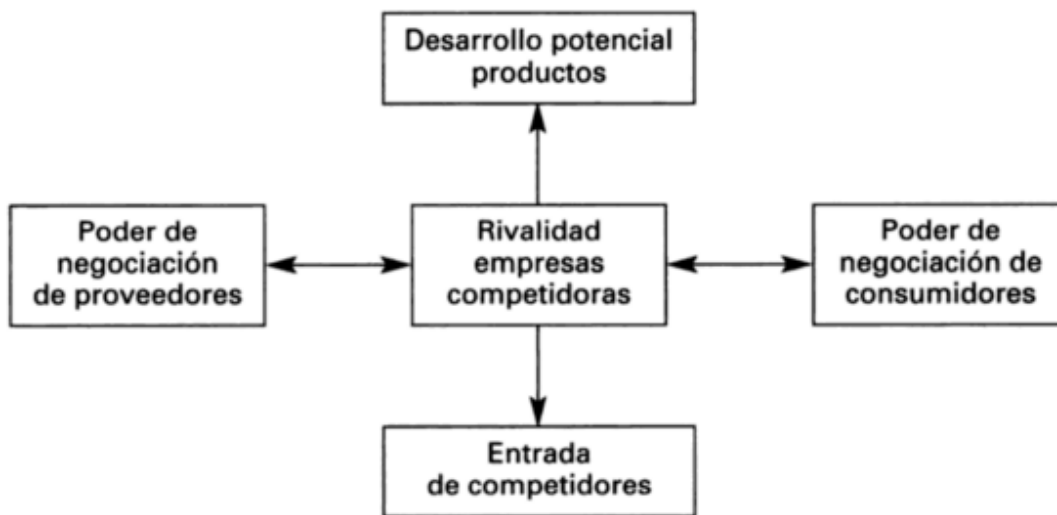 Desarrollo potencial
productos
Poder de
negociación
de proveedores
Rivalidad
empresas
competidoras
Poder de
negociación de
consumidores
Entrada
de competidores